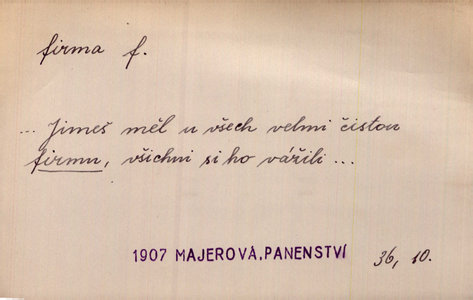 firma f.
... Jimeš měl u všech velmi čistou
firmu, všichni si ho vážili ...
1907 MAJEROVÁ, PANENSTVÍ 36, 10.